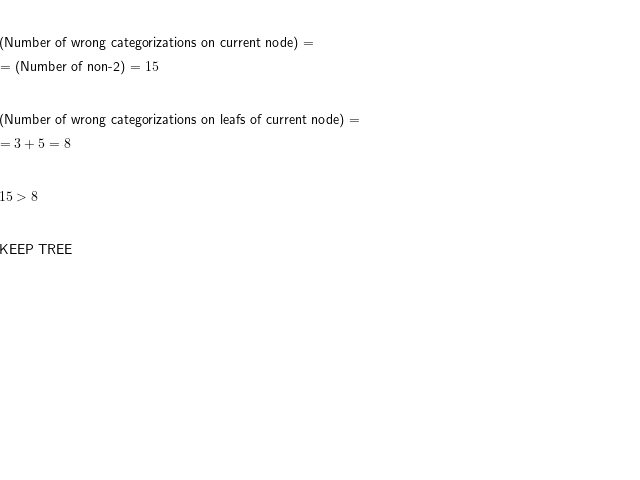 (Number of wrong categorizations on current node) =
= (Number of non-2) = 15
(Number of wrong categorizations on leafs of current node) =
= 3 + 5 = 8
15 > 8
KEEP TREE